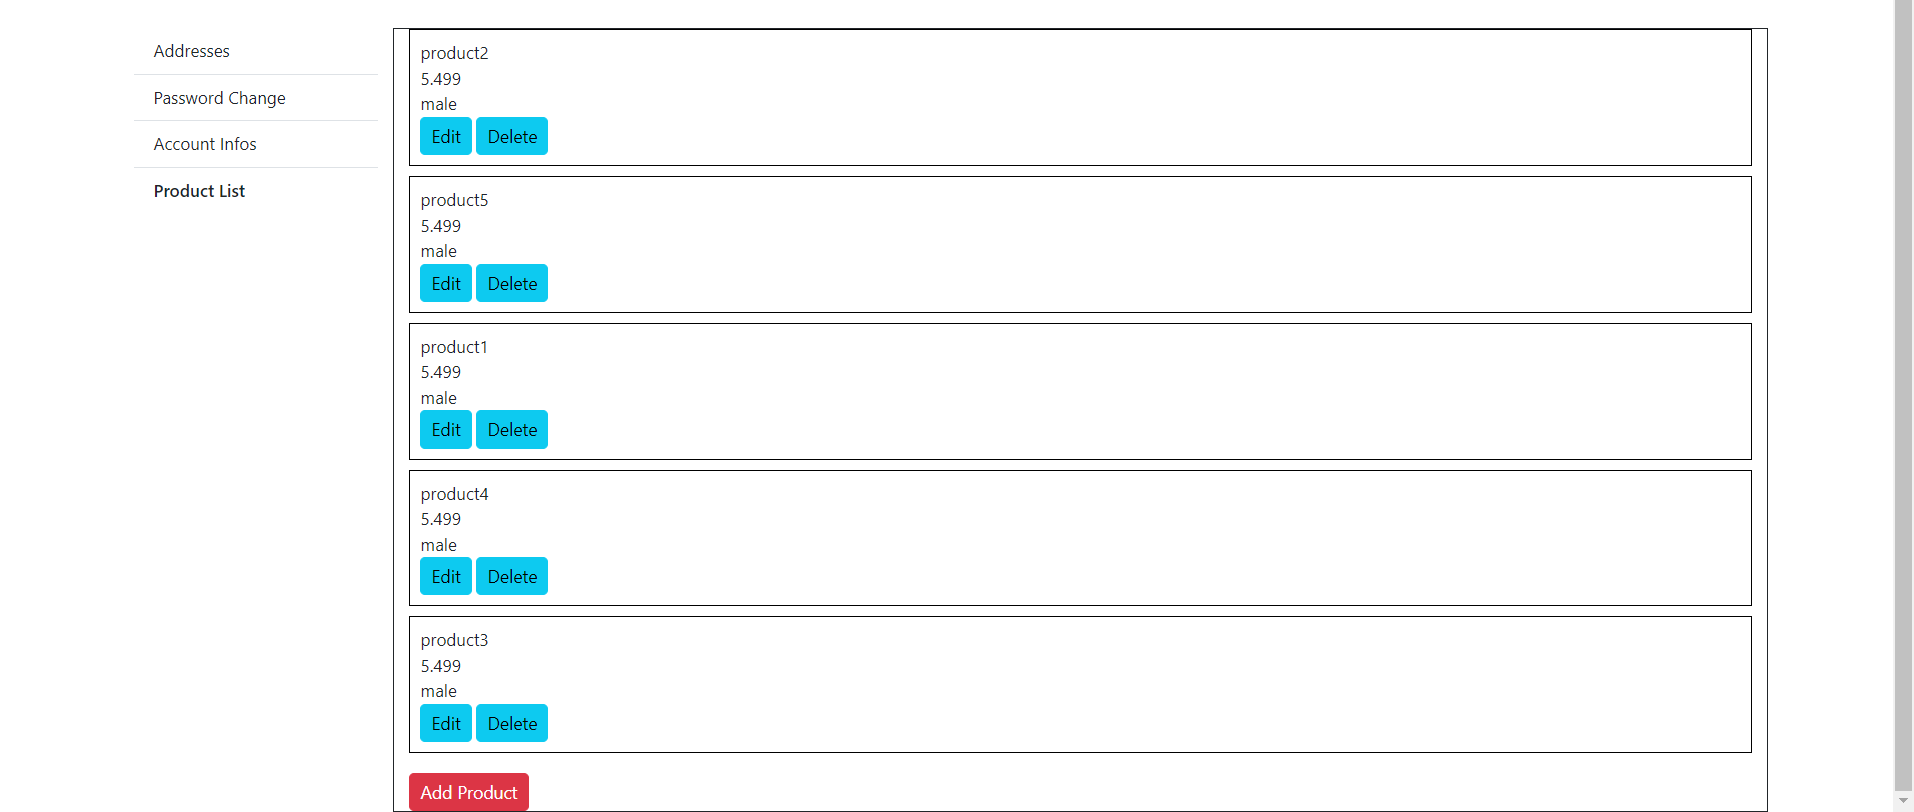 Addresses
Password Change
Account Infos
Product List
product2
5.499
male
Edit Delete
product5
5.499
male
Edit Delete
product1
5.499
male
Edit Delete
product4
5.499
male
Edit Delete
product3
5.499
male
Edit Delete
Add Product